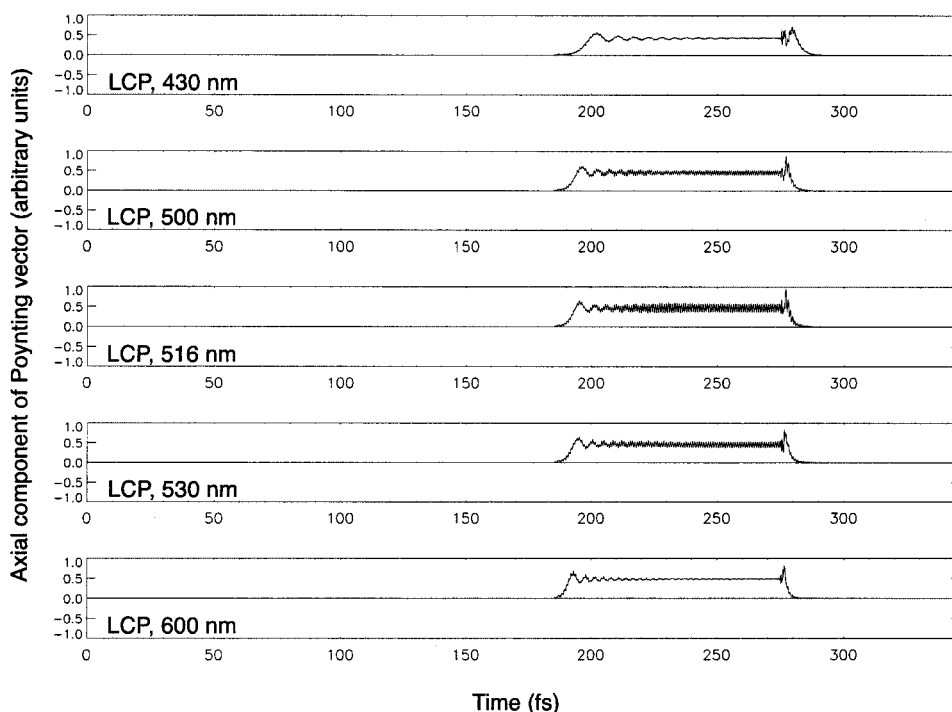 Axial component of Poynting vector (arbitrary units)
1.0
0.5
0.0
−0.5
−1.0
LCP, 430 nm
0 50 100 150 200 250 300
1.0
0.5
0.0
−0.5
−1.0
LCP, 500 nm
0 50 100 150 200 250 300
1.0
0.5
0.0
−0.5
−1.0
LCP, 516 nm
0 50 100 150 200 250 300
1.0
0.5
0.0
−0.5
−1.0
LCP, 530 nm
0 50 100 150 200 250 300
1.0
0.5
0.0
−0.5
−1.0
LCP, 600 nm
0 50 100 150 200 250 300
Time (fs)